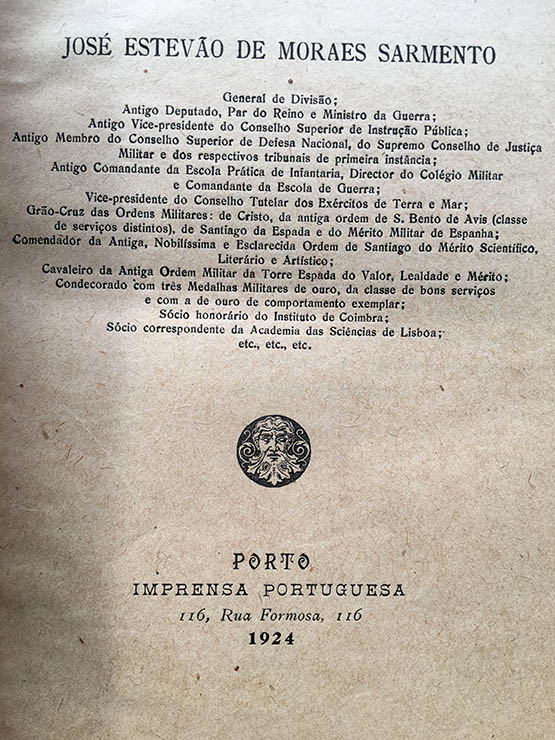 JOSÉ ESTEVÃO DE MORAES SARMENTO
General de Divisão;
Antigo Deputado, Par do Reino e Ministro da Guerra;
Antigo Vice-presidente do Conselho Superior de Instrução Pública;
Antigo Membro do Conselho Superior de Defesa Nacional, do Supremo Conselho de Justiça
Militar e dos respectivos tribunais de primeira instância;
Antigo Comandante da Escola Prática de Infantaria, Director do Colégio Militar
e Comandante da Escola de Guerra;
Vice-presidente do Conselho Tutelar dos Exércitos de Terra e Mar;
Grão-Cruz das Ordens Militares: de Cristo, da antiga ordem de S. Bento de Avis (classe
de serviços distintos), de Santiago da Espada e do Mérito Militar de Espanha;
Comendador da Antiga, Nobilíssima e Esclarecida Ordem de Santiago do Mérito Scientífico,
Literário e Artístico;
Cavaleiro da Antiga Ordem Militar da Torre Espada do Valor, Lealdade e Mérito;
Condecorado com três Medalhas Militares de ouro, da classe de bons serviços
e com a de ouro de comportamento exemplar;
Sócio honorário do Instituto de Coimbra;
Sócio correspondente da Academia das Sciências de Lisboa;
etc., etc., etc.
PORTO
IMPRENSA PORTUGUESA
116, Rua Formosa, 116
1924